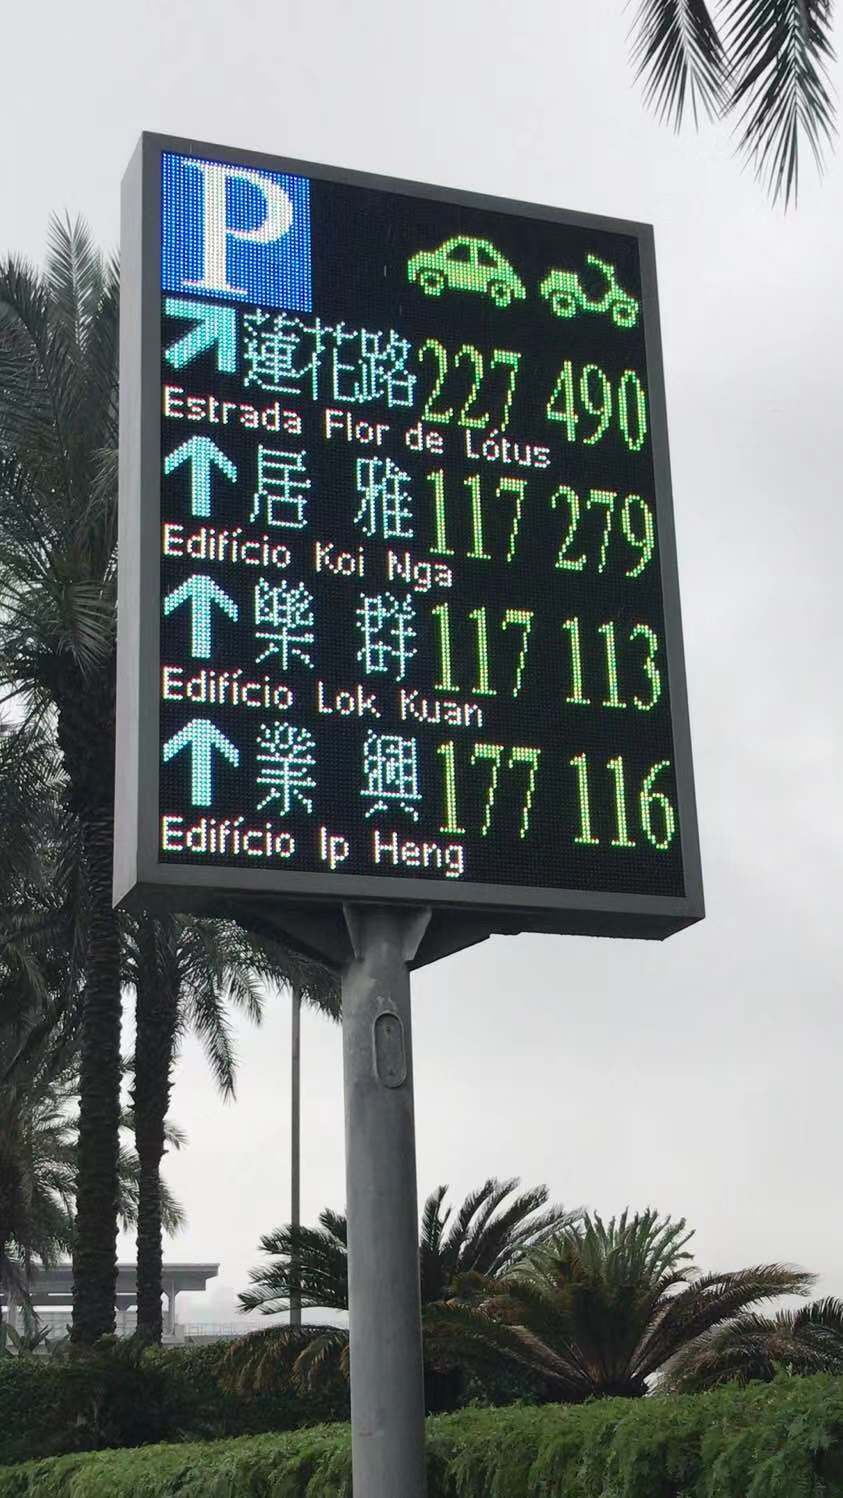 P
蓮花路 227 490
Estrada Flor de Lótus
居雅 117 279
Edifício Koi Nga
樂群 117 113
Edifício Lok Kuan
業興 177 116
Edifício Ip Heng